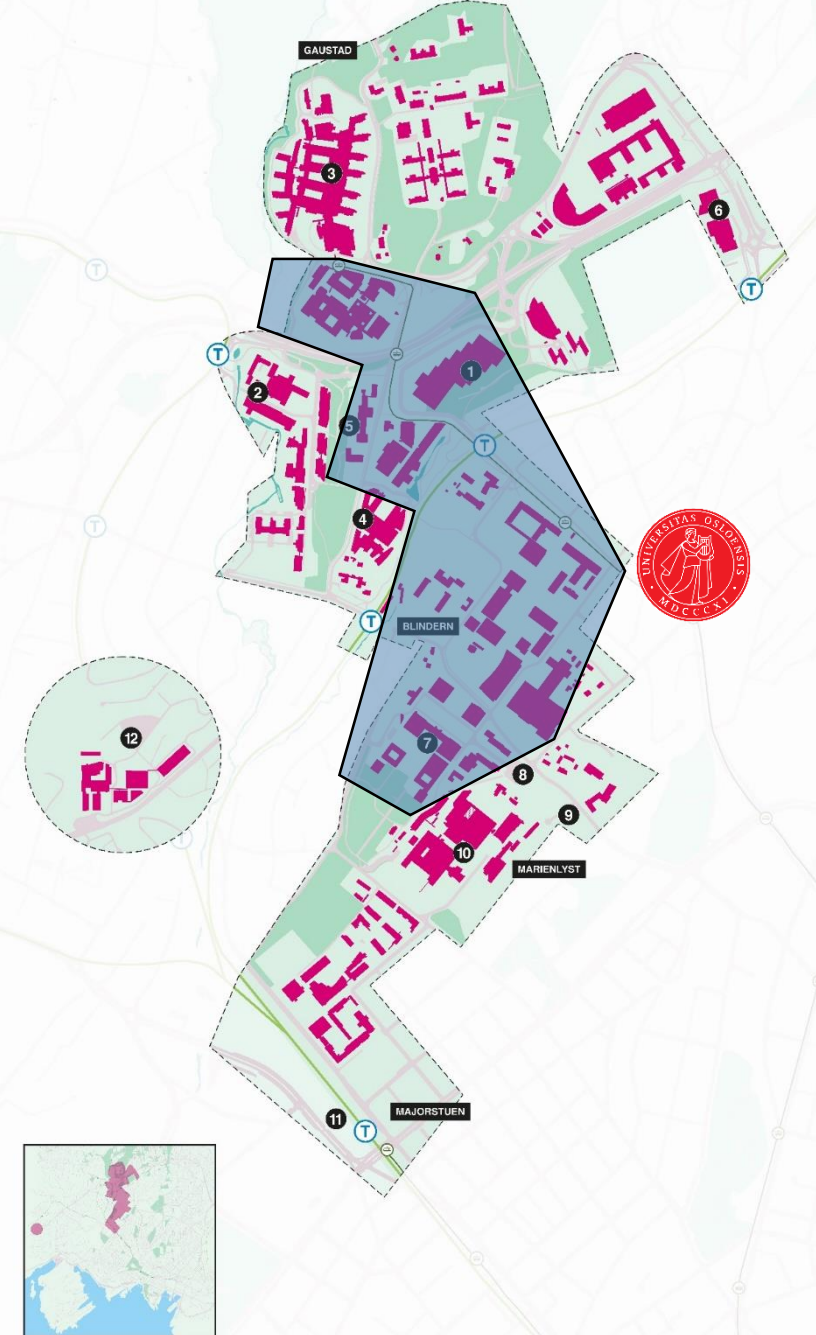 GAUSTAD
3
6
T
T
1
T
2
5
T
4
UNIVERSITAS OSLOENSIS
MDCCCXI
T
BLINDERN
12
7
8
9
T
10
MARIENLYST
11
T
MAJORSTUEN
T